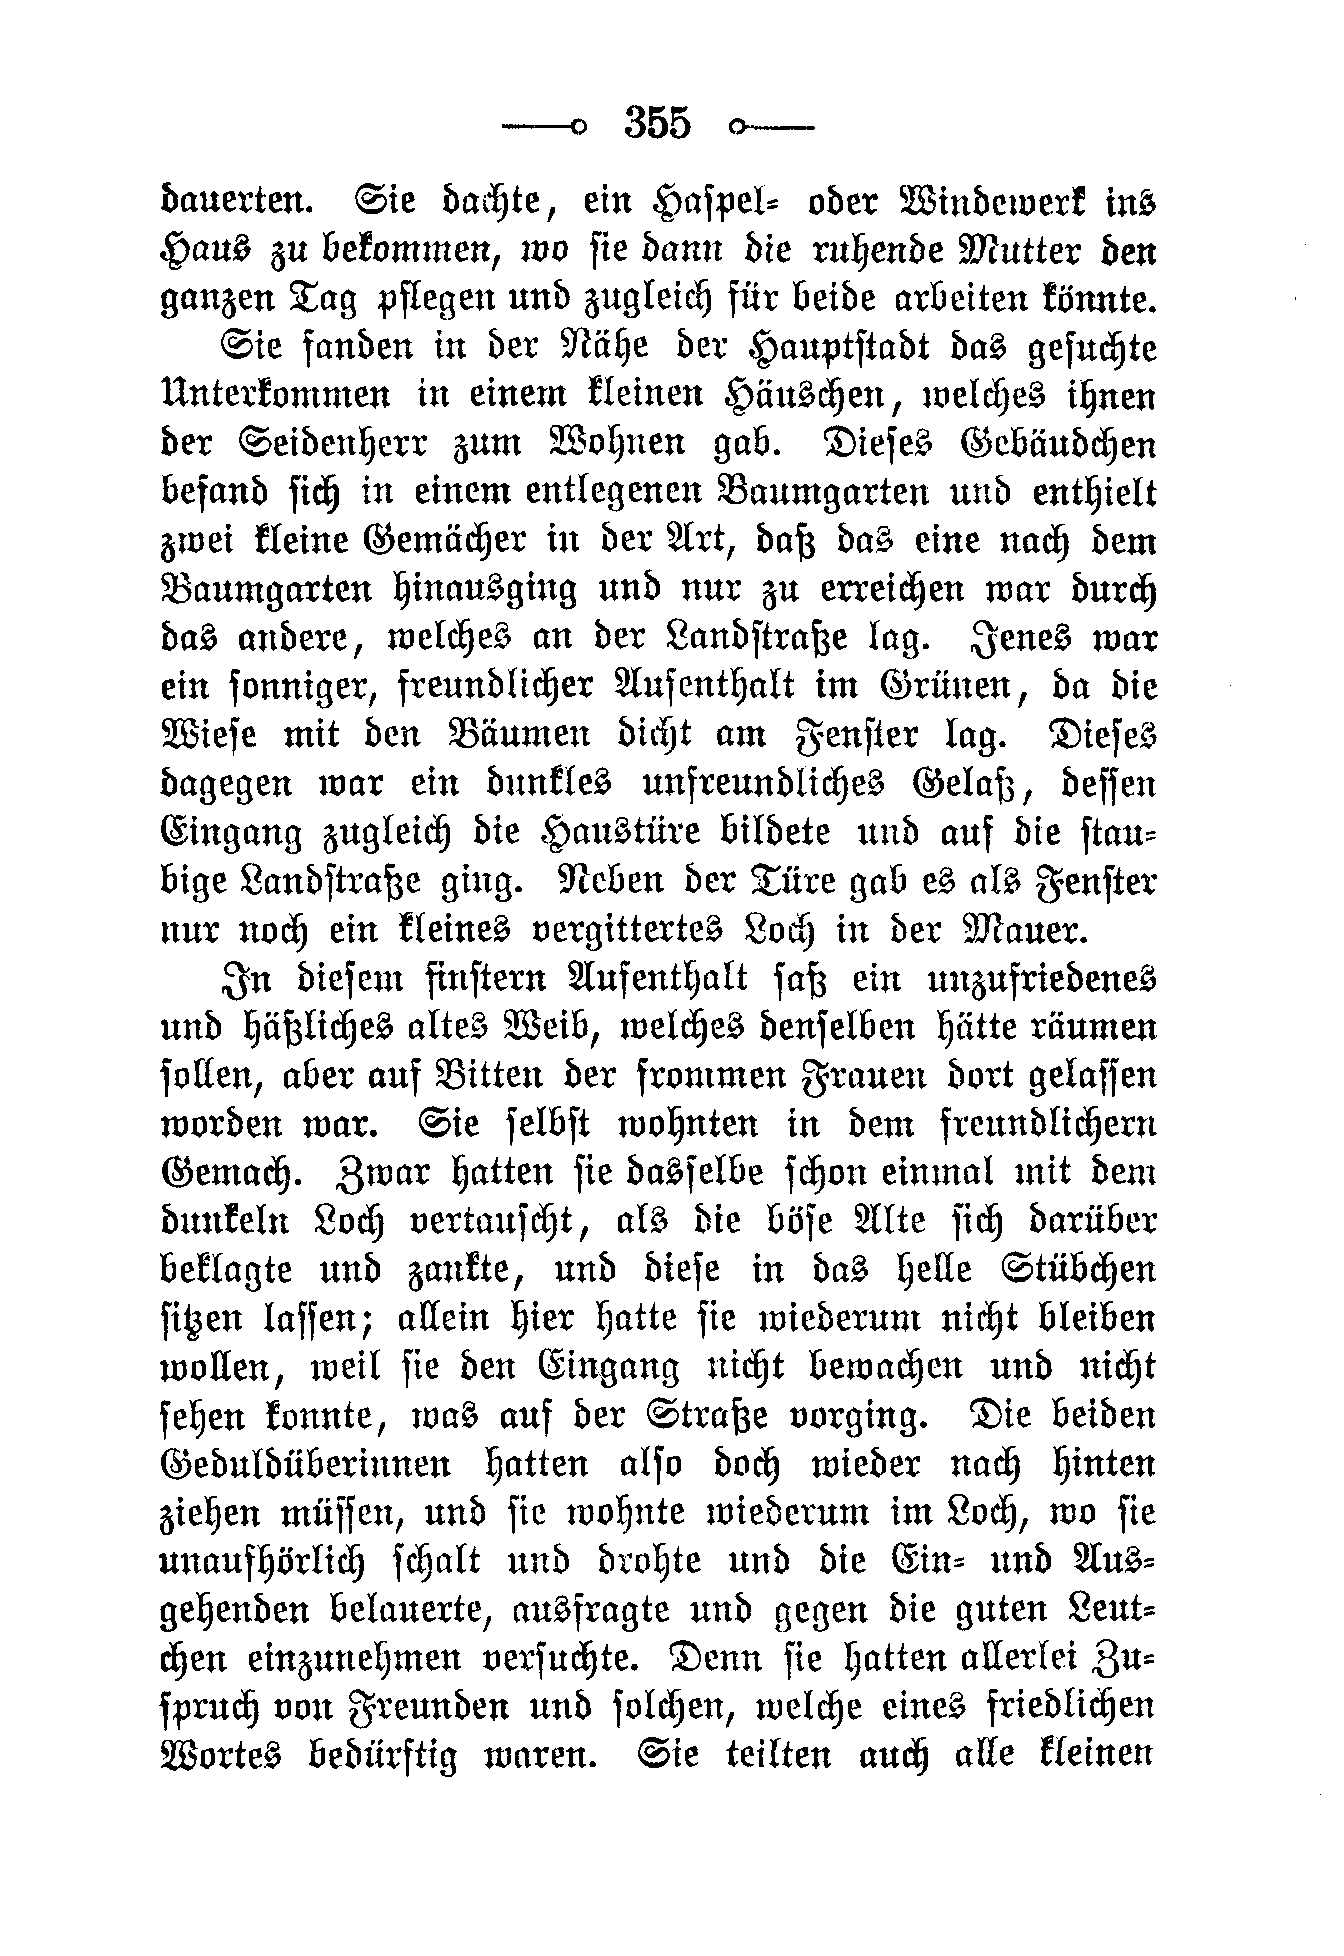 355
dauerten. Sie dachte, ein Haspel- oder Windewerk ins
Haus zu bekommen, wo sie dann die ruhende Mutter den
ganzen Tag pflegen und zugleich für beide arbeiten könnte.
Sie fanden in der Nähe der Hauptstadt das gesuchte
Unterkommen in einem kleinen Häuschen, welches ihnen
der Seidenherr zum Wohnen gab. Dieses Gebäudchen
befand sich in einem entlegenen Baumgarten und enthielt
zwei kleine Gemächer in der Art, daß das eine nach dem
Baumgarten hinausging und nur zu erreichen war durch
das andere, welches an der Landstraße lag. Jenes war
ein sonniger, freundlicher Aufenthalt im Grünen, da die
Wiese mit den Bäumen dicht am Fenster lag. Dieses
dagegen war ein dunkles unfreundliches Gelaß, dessen
Eingang zugleich die Haustüre bildete und auf die stau-
bige Landstraße ging. Neben der Türe gab es als Fenster
nur noch ein kleines vergittertes Loch in der Mauer.
In diesem finstern Aufenthalt saß ein unzufriedenes
und häßliches altes Weib, welches denselben hätte räumen
sollen, aber auf Bitten der frommen Frauen dort gelassen
worden war. Sie selbst wohnten in dem freundlichern
Gemach. Zwar hatten sie dasselbe schon einmal mit dem
dunkeln Loch vertauscht, als die böse Alte sich darüber
beklagte und zankte, und diese in das helle Stübchen
sitzen lassen; allein hier hatte sie wiederum nicht bleiben
wollen, weil sie den Eingang nicht bewachen und nicht
sehen konnte, was auf der Straße vorging. Die beiden
Geduldüberinnen hatten also doch wieder nach hinten
ziehen müssen, und sie wohnte wiederum im Loch, wo sie
unaufhörlich schalt und drohte und die Ein- und Aus-
gehenden belauerte, ausfragte und gegen die guten Leut-
chen einzunehmen versuchte. Denn sie hatten allerlei Zu-
spruch von Freunden und solchen, welche eines friedlichen
Wortes bedürftig waren. Sie teilten auch alle kleinen